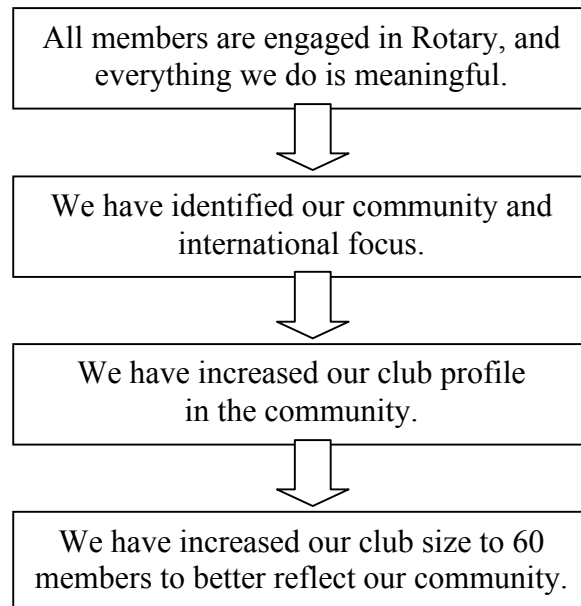 All members are engaged in Rotary, and
everything we do is meaningful.
We have identified our community and
international focus.
We have increased our club profile
in the community.
We have increased our club size to 60
members to better reflect our community.